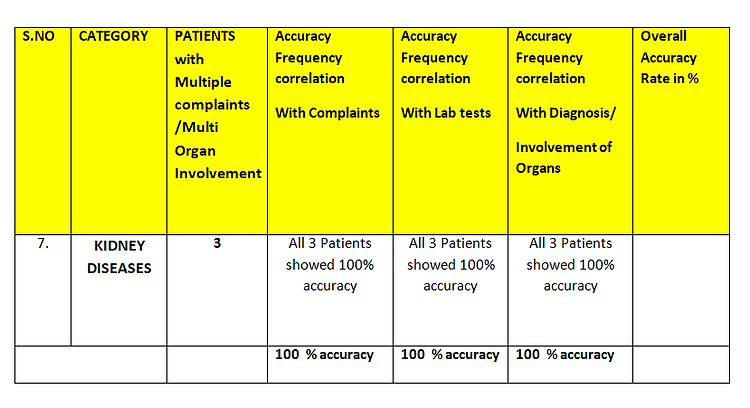 S.NO
CATEGORY
PATIENTS
with
Multiple
complaints
/Multi
Organ
Involvement
Accuracy
Frequency
correlation
With Complaints
Accuracy
Frequency
correlation
With Lab tests
Accuracy
Frequency
correlation
With Diagnosis/
Involvement of
Organs
Overall
Accuracy
Rate in %
7.
KIDNEY
DISEASES
3
All 3 Patients
showed 100%
accuracy
All 3 Patients
showed 100%
accuracy
All 3 Patients
showed 100%
accuracy
100 % accuracy
100 % accuracy
100 % accuracy